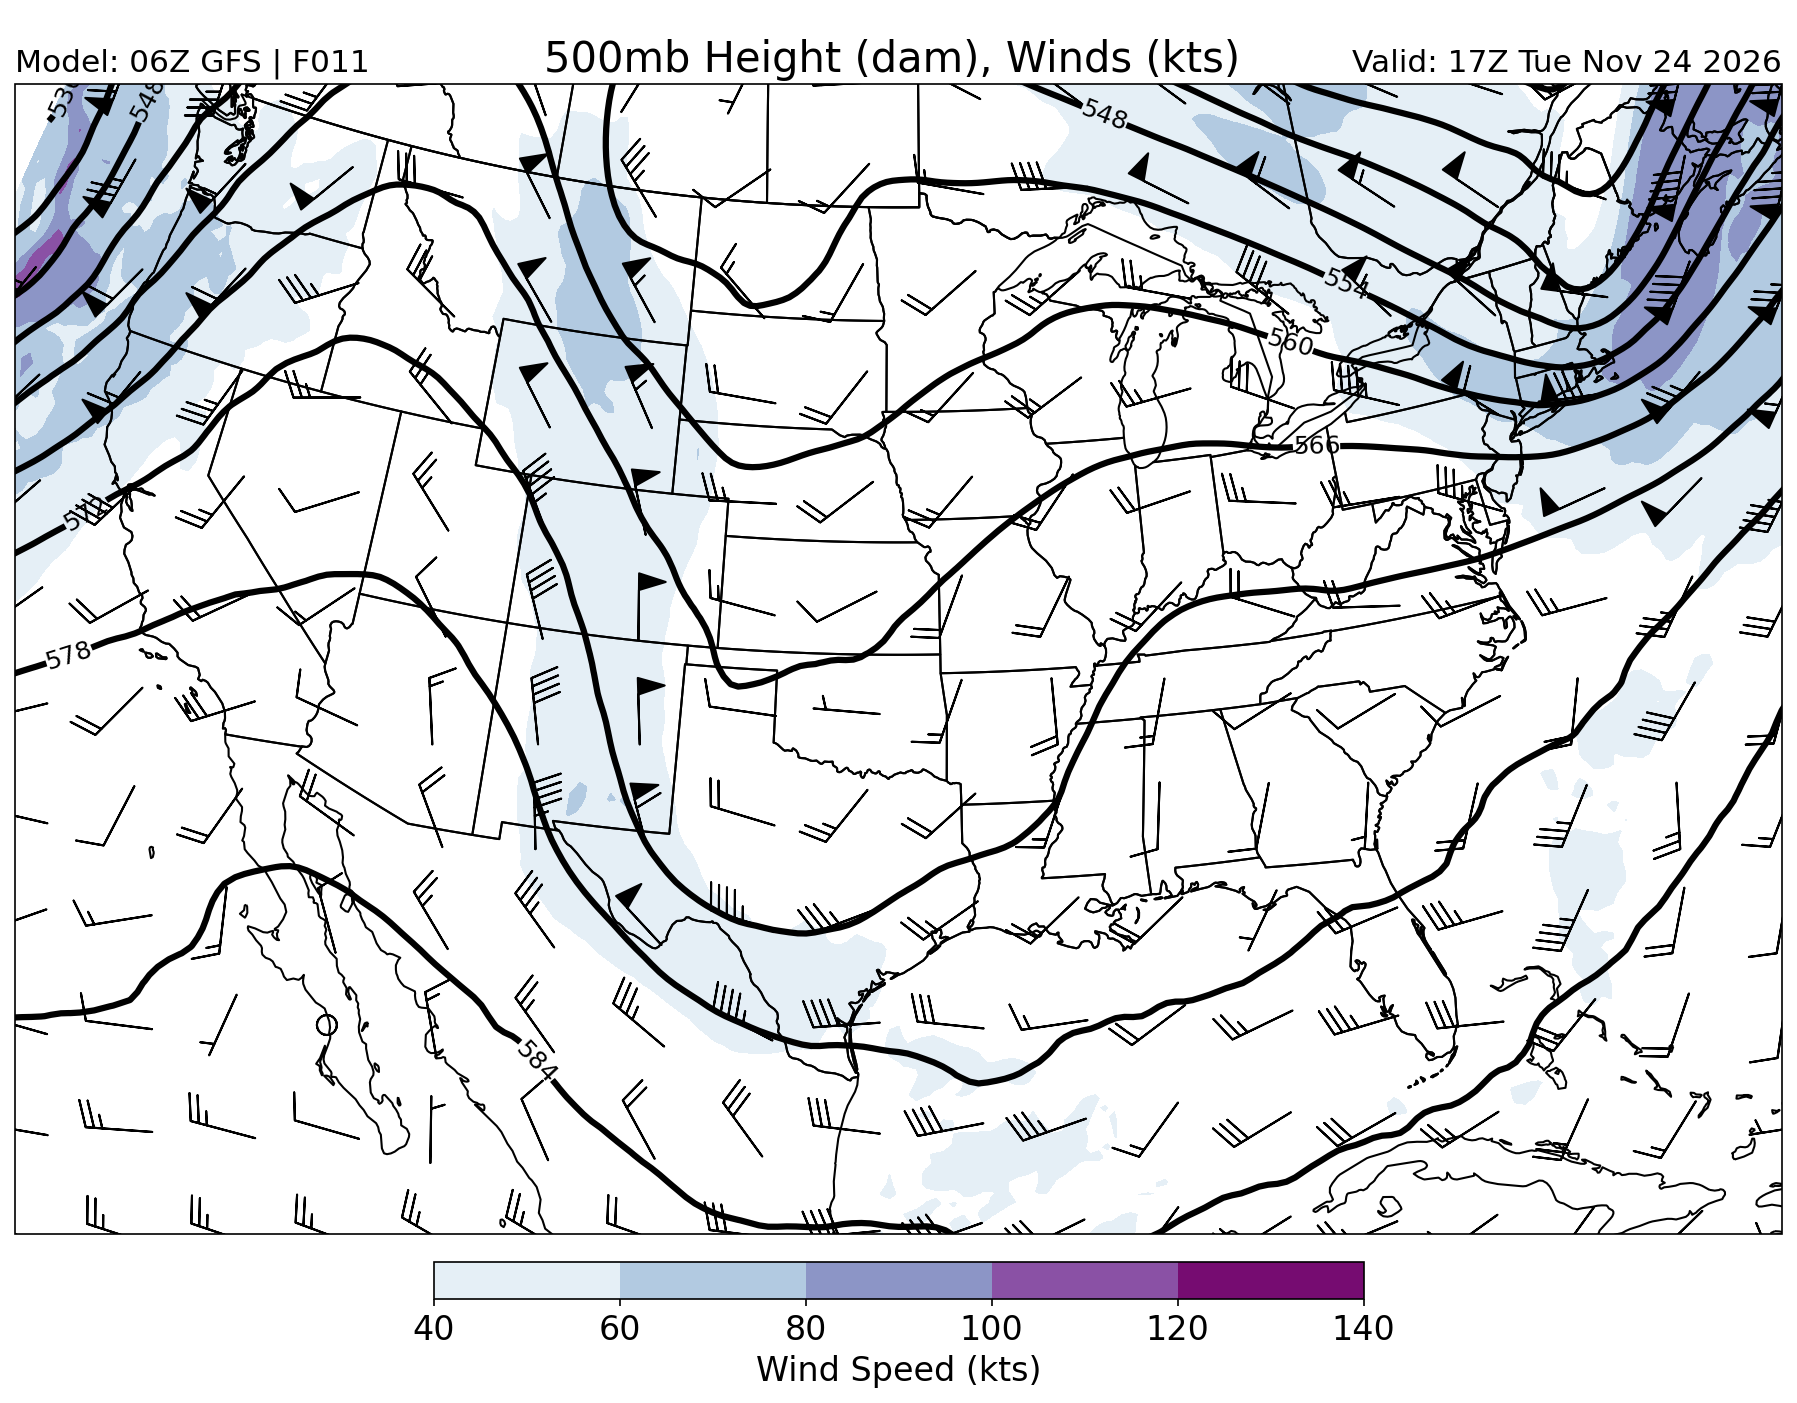 Model: 06Z GFS | F011
500mb Height (dam), Winds (kts)
Valid: 17Z Tue Nov 24 2026
548
548
554
560
566
572
578
584
40 60 80 100 120 140
Wind Speed (kts)